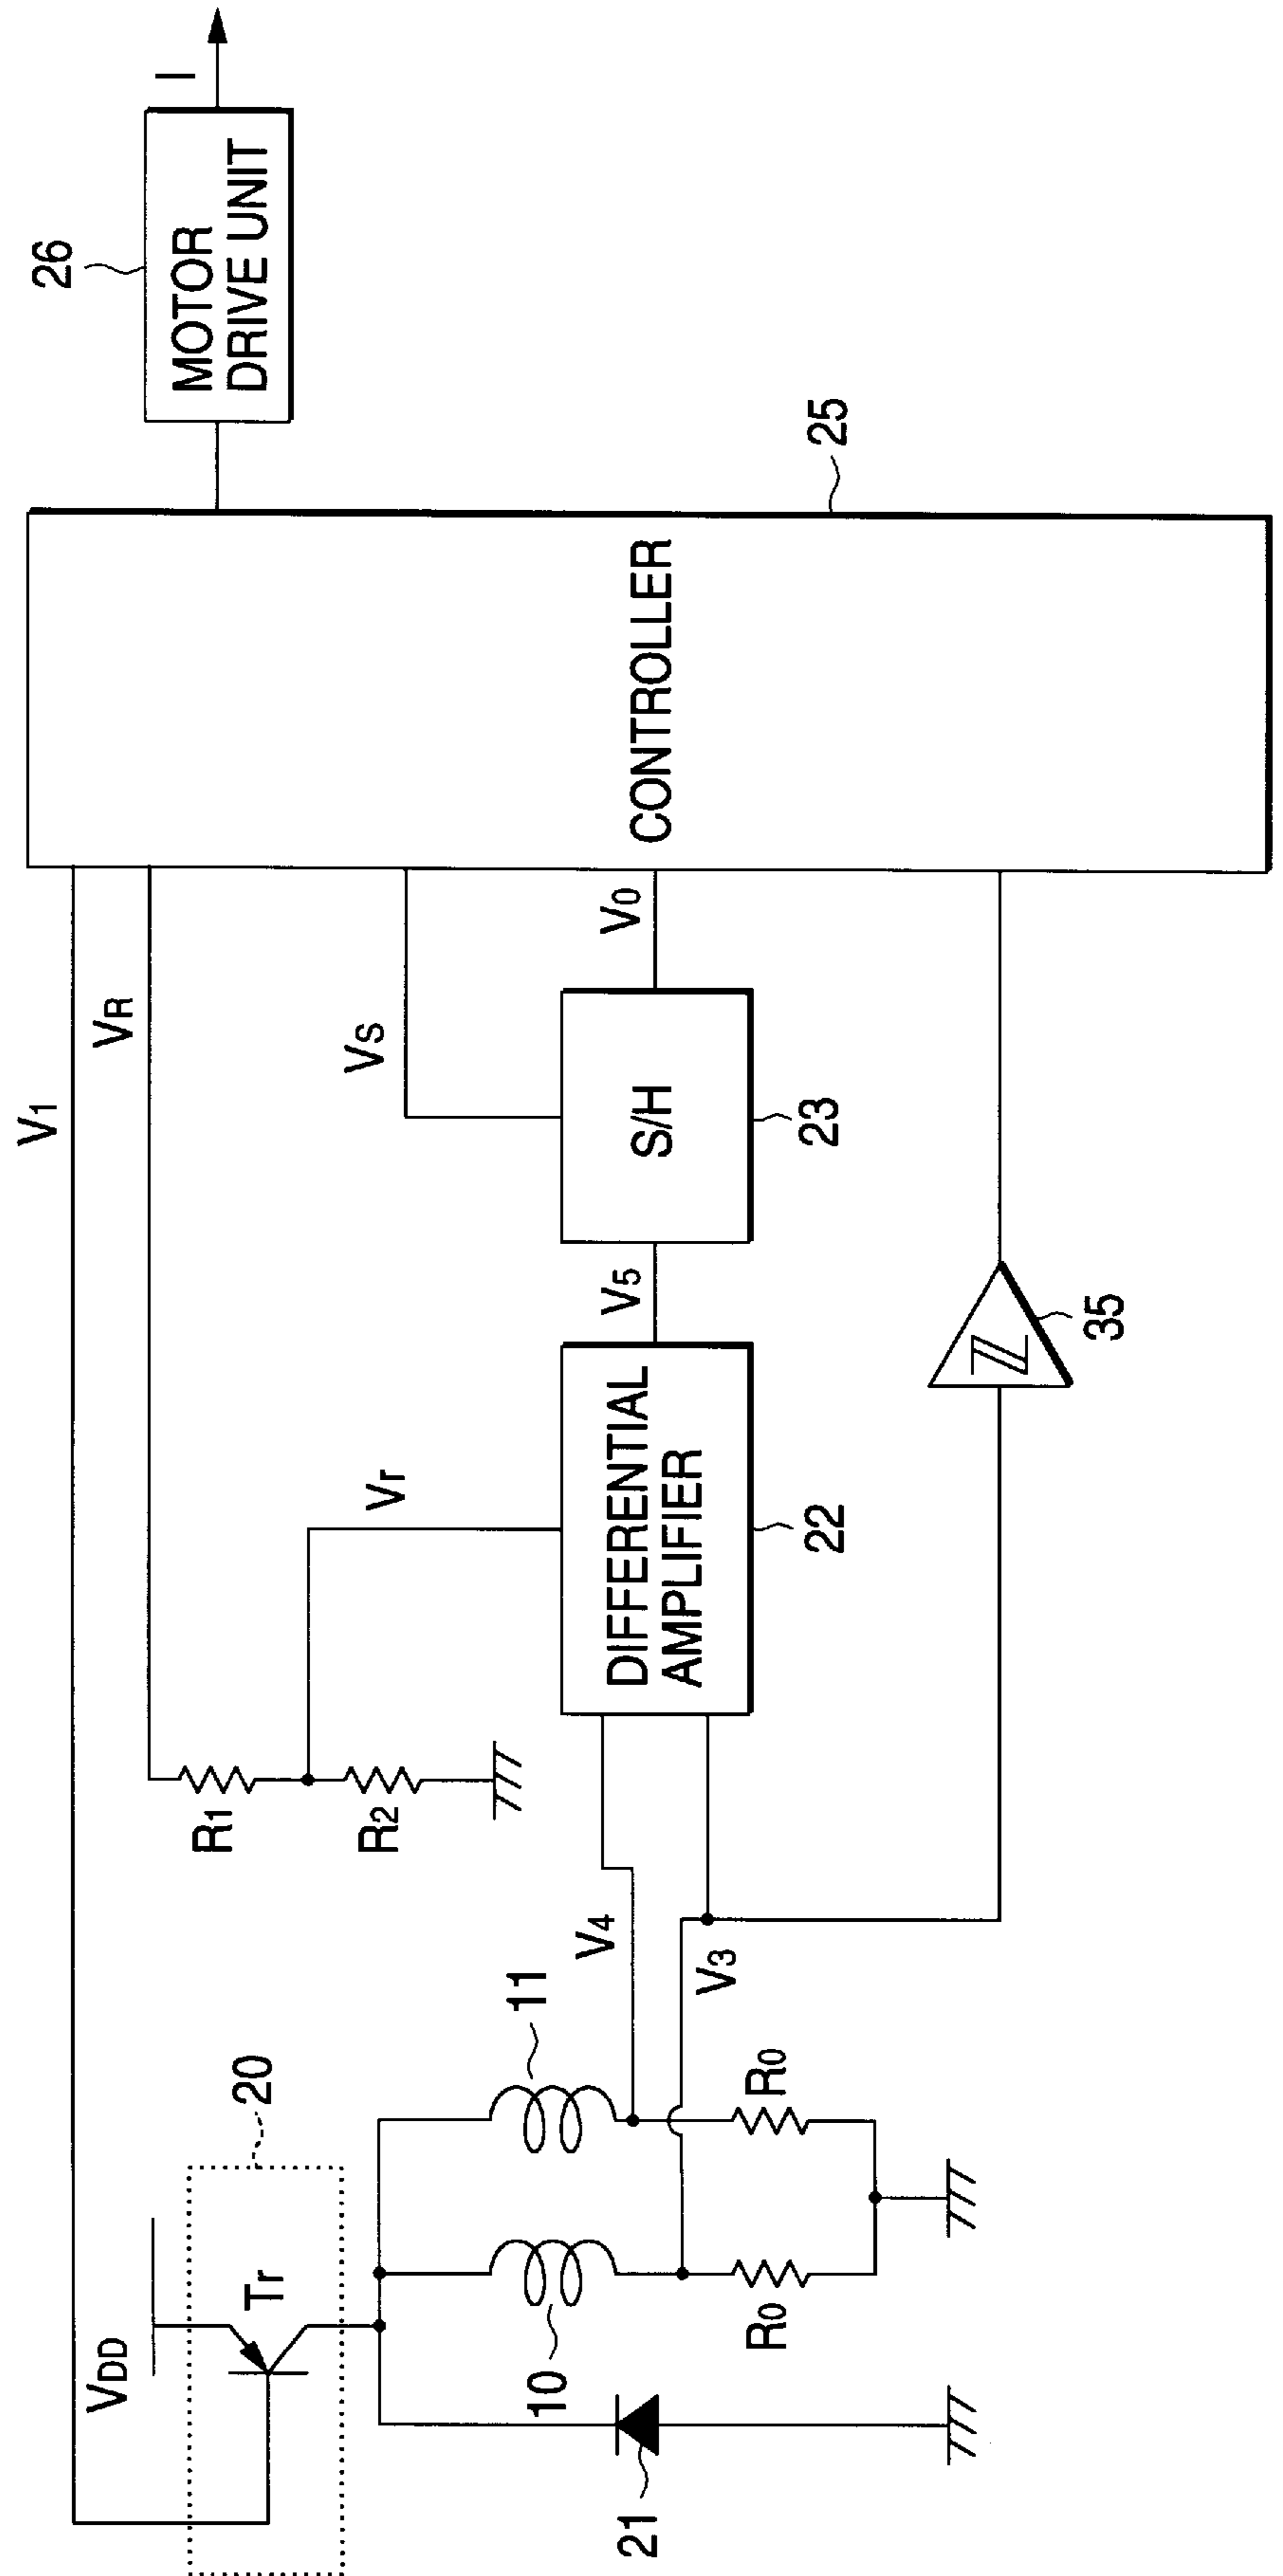 V1
VR
VDD
20
Tr
R1
R2
Vr
VS
26
MOTOR
DRIVE UNIT
I
11
10
21
V4
V3
R0
R0
DIFFERENTIAL
AMPLIFIER
22
V5
S/H
23
V0
CONTROLLER
25
35